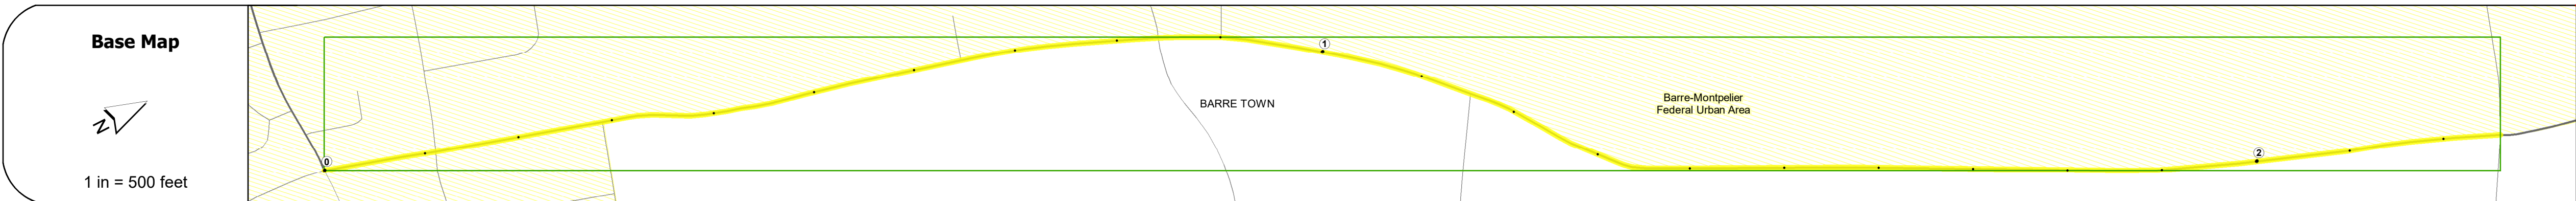 Base Map
N
1 in = 500 feet
0
BARRE TOWN
1
Barre-Montpelier
Federal Urban Area
2